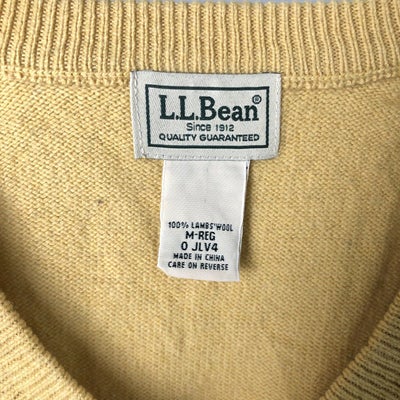 L.L.Bean®
Since 1912
QUALITY GUARANTEED
100% LAMBS' WOOL
M-REG
0 JLV4
MADE IN CHINA
CARE ON REVERSE